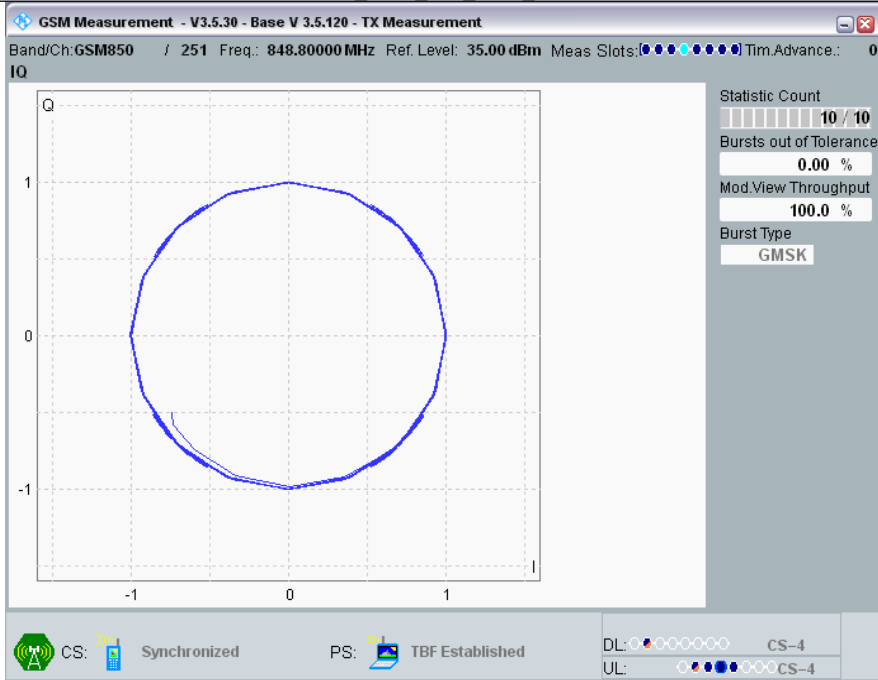 GSM Measurement - V3.5.30 - Base V 3.5.120 - TX Measurement
Band/Ch:GSM850 / 251 Freq.: 848.80000 MHz Ref. Level: 35.00 dBm Meas Slots: Tim.Advance.: 0
IQ
Statistic Count
10 / 10
Bursts out of Tolerance
0.00 %
Mod.View Throughput
100.0 %
Burst Type
GMSK
Q
1
0
-1
I
-1 0 1
CS: Synchronized PS: TBF Established
DL: CS-4
UL: CS-4